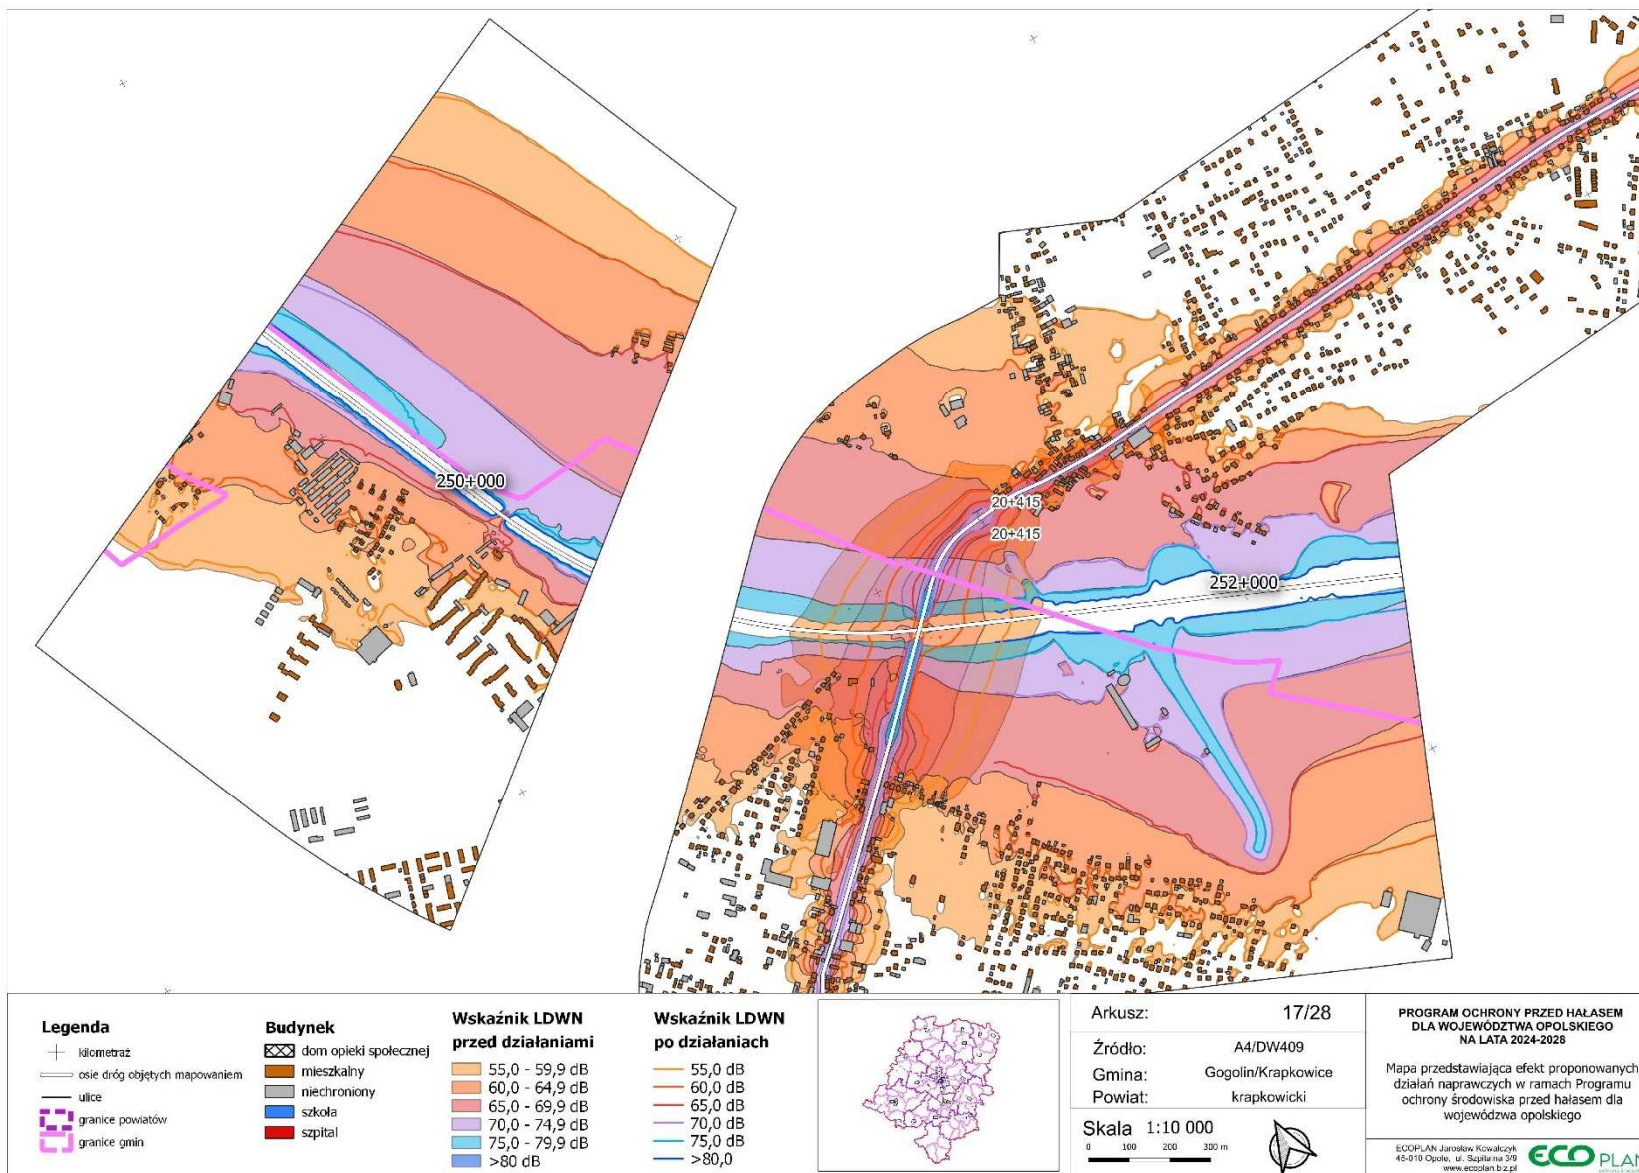 250+000
20+415
20+415
252+000
Legenda
kilometraż
osie dróg objętych mapowaniem
ulice
granice powiatów
granice gmin
Budynek
dom opieki społecznej
mieszkalny
niechroniony
szkoła
szpital
Wskaźnik LDWN
przed działaniami
55,0 - 59,9 dB
60,0 - 64,9 dB
65,0 - 69,9 dB
70,0 - 74,9 dB
75,0 - 79,9 dB
>80 dB
Wskaźnik LDWN
po działaniach
55,0 dB
60,0 dB
65,0 dB
70,0 dB
75,0 dB
>80,0
Arkusz: 17/28
Źródło: A4/DW409
Gmina: Gogolin/Krapkowice
Powiat: krapkowicki
Skala 1:10 000
0 100 200 300 m
PROGRAM OCHRONY PRZED HAŁASEM
DLA WOJEWÓDZTWA OPOLSKIEGO
NA LATA 2024-2028
Mapa przedstawiająca efekt proponowanych
działań naprawczych w ramach Programu
ochrony środowiska przed hałasem dla
wojewódzwa opolskiego
ECOPLAN Jarosław Kowalczyk
45-010 Opole, ul. Szpitalna 3/9
www.ecoplan.biz.pl
ECO PLAN